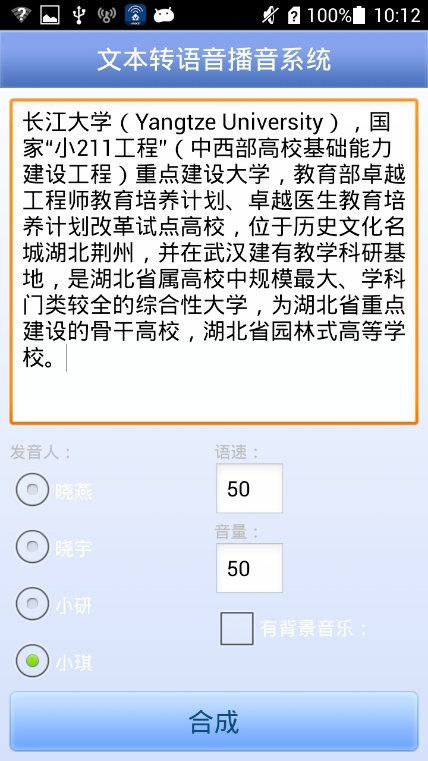 100% 10:12
文本转语音播音系统
长江大学（Yangtze University），国
家“小211工程”（中西部高校基础能力
建设工程）重点建设大学，教育部卓越
工程师教育培养计划、卓越医生教育培
养计划改革试点高校，位于历史文化名
城湖北荆州，并在武汉建有教学科研基
地，是湖北省属高校中规模最大、学科
门类较全的综合性大学，为湖北省重点
建设的骨干高校，湖北省园林式高等学
校。
发音人：
晓燕
晓宇
小研
小琪
语速：
50
音量：
50
有背景音乐：
合成